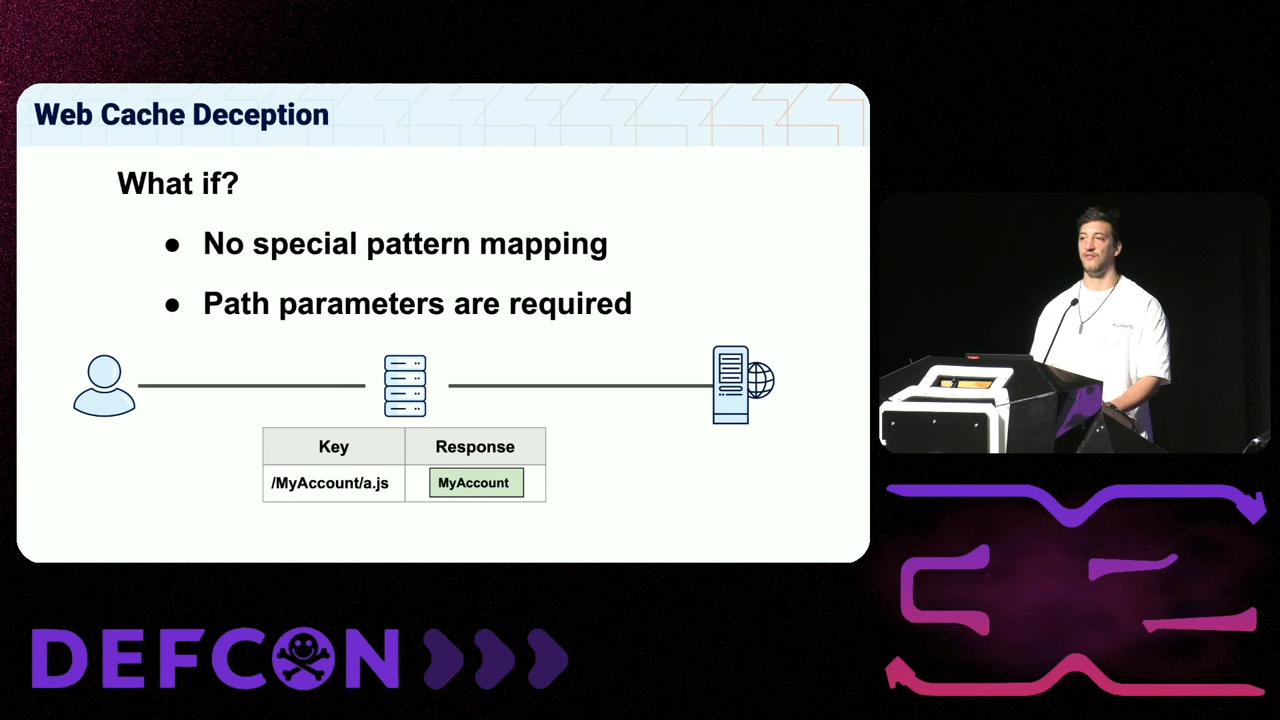 Web Cache Deception
What if?
● No special pattern mapping
● Path parameters are required
Key Response
/MyAccount/a.js MyAccount
DEFCON